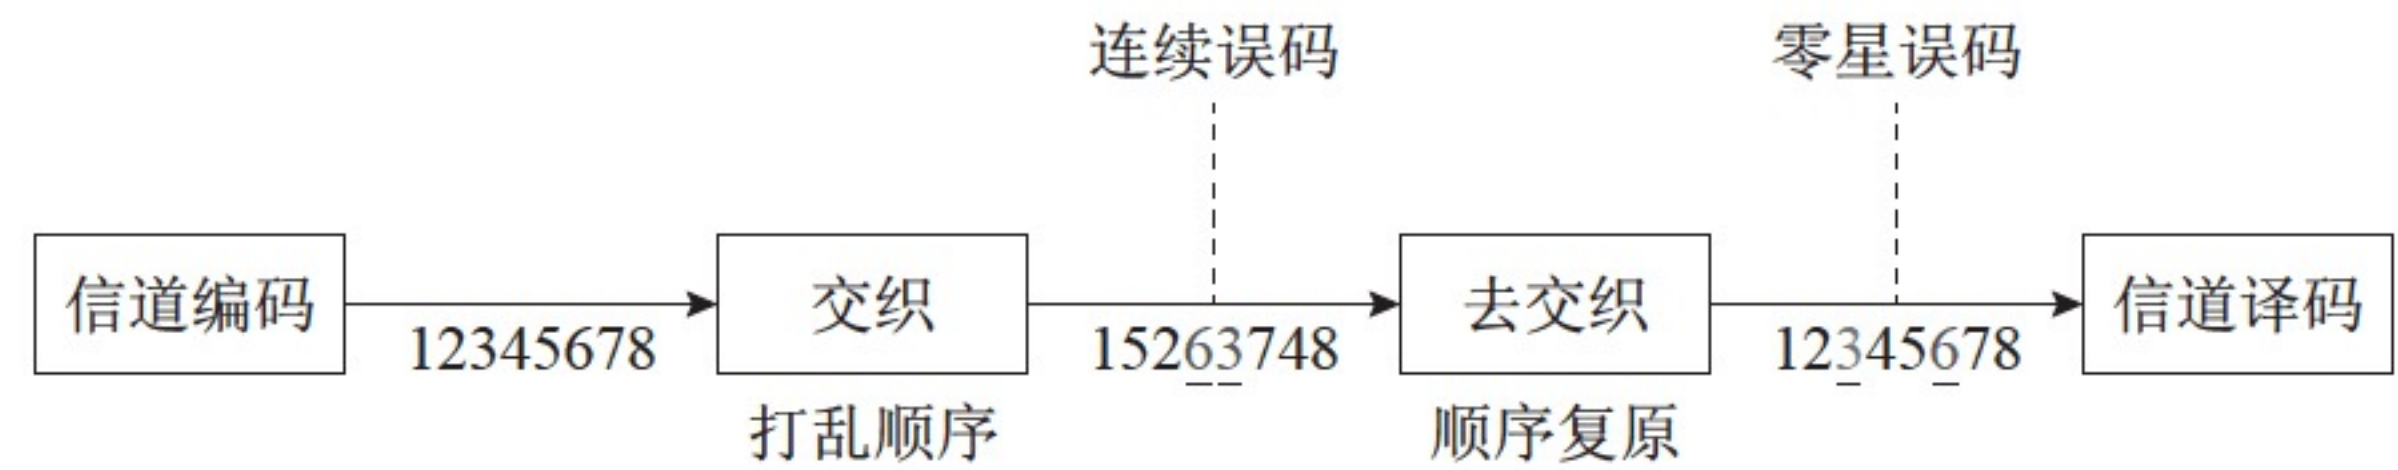 连续误码
零星误码
信道编码
12345678
交织
15263748
去交织
12345678
信道译码
打乱顺序
顺序复原